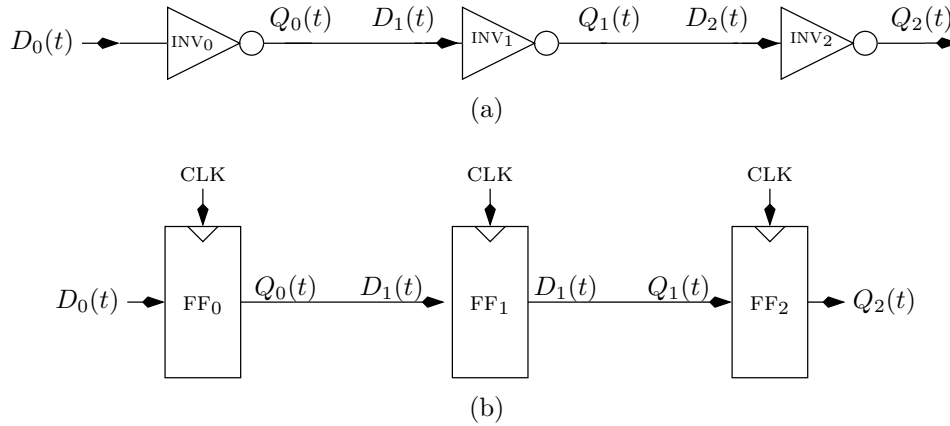 D₀(t) INV₀ Q₀(t) D₁(t) INV₁ Q₁(t) D₂(t) INV₂ Q₂(t)
(a)
CLK CLK CLK
D₀(t) FF₀ Q₀(t) D₁(t) FF₁ D₁(t) Q₁(t) FF₂ Q₂(t)
(b)